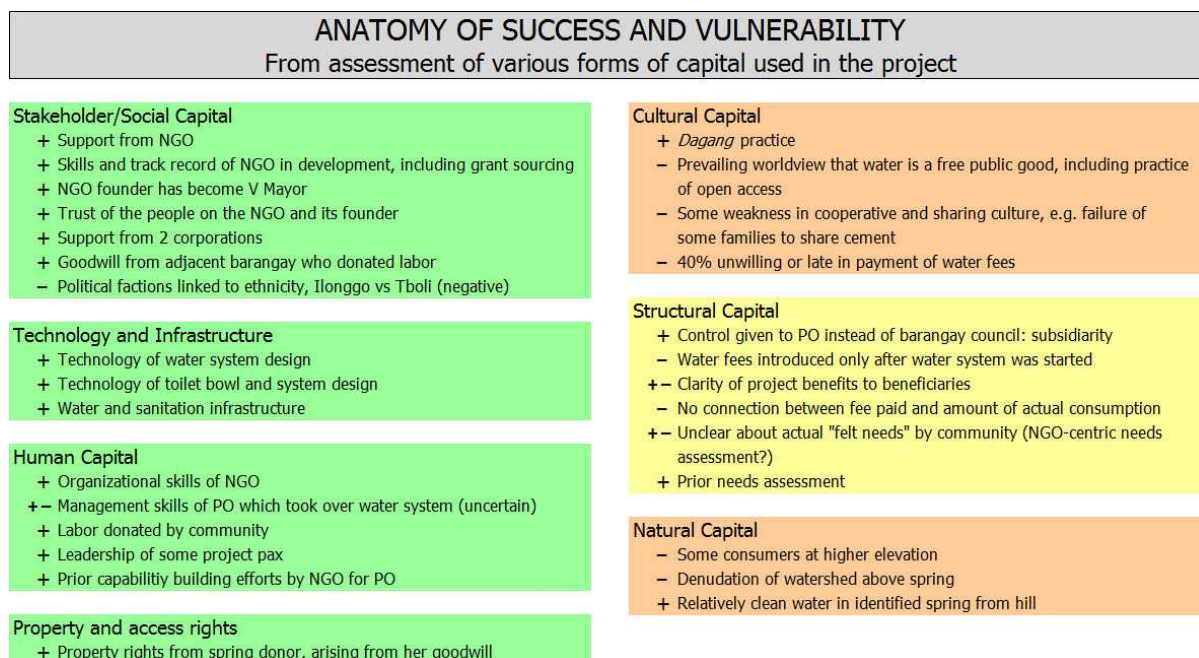 ANATOMY OF SUCCESS AND VULNERABILITY
From assessment of various forms of capital used in the project
Stakeholder/Social Capital
+ Support from NGO
+ Skills and track record of NGO in development, including grant sourcing
+ NGO founder has become V Mayor
+ Trust of the people on the NGO and its founder
+ Support from 2 corporations
+ Goodwill from adjacent barangay who donated labor
− Political factions linked to ethnicity, Ilonggo vs Tboli (negative)
Technology and Infrastructure
+ Technology of water system design
+ Technology of toilet bowl and system design
+ Water and sanitation infrastructure
Human Capital
+ Organizational skills of NGO
+− Management skills of PO which took over water system (uncertain)
+ Labor donated by community
+ Leadership of some project pax
+ Prior capabilitiy building efforts by NGO for PO
Property and access rights
+ Property rights from spring donor, arising from her goodwill
Cultural Capital
+ Dagang practice
− Prevailing worldview that water is a free public good, including practice
of open access
− Some weakness in cooperative and sharing culture, e.g. failure of
some families to share cement
− 40% unwilling or late in payment of water fees
Structural Capital
+ Control given to PO instead of barangay council: subsidiarity
− Water fees introduced only after water system was started
+− Clarity of project benefits to beneficiaries
− No connection between fee paid and amount of actual consumption
+− Unclear about actual "felt needs" by community (NGO-centric needs
assessment?)
+ Prior needs assessment
Natural Capital
− Some consumers at higher elevation
− Denudation of watershed above spring
+ Relatively clean water in identified spring from hill